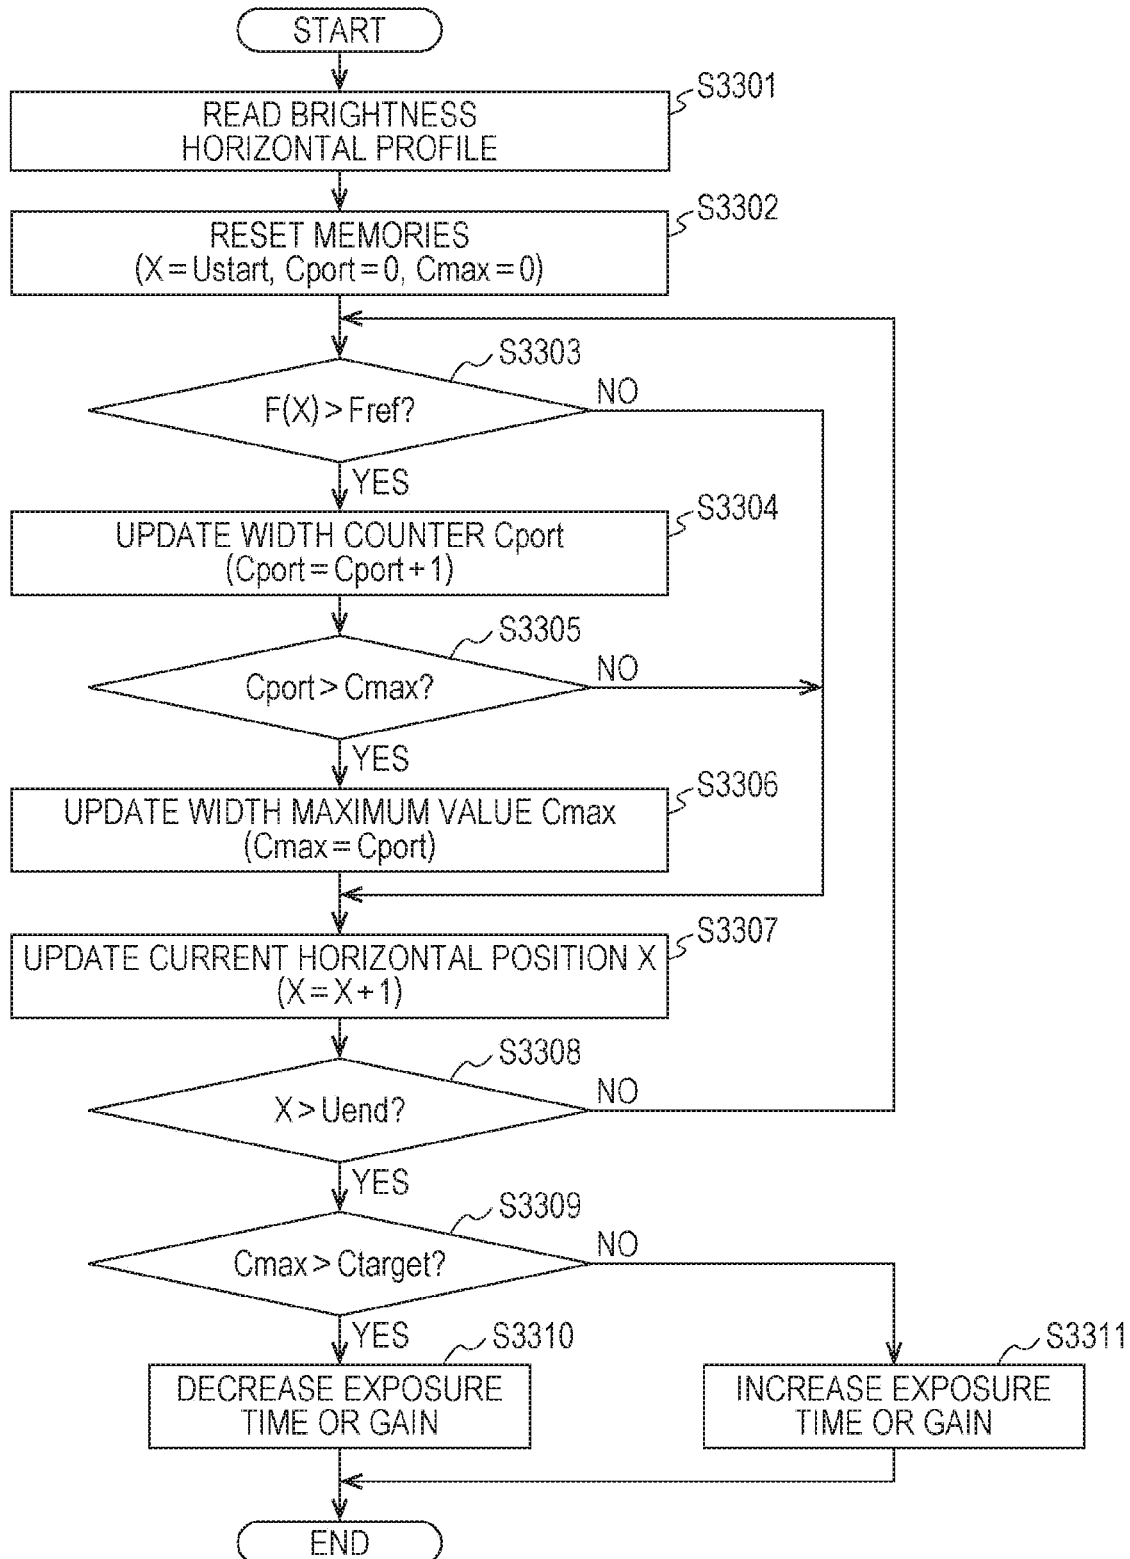 START
S3301
READ BRIGHTNESS
HORIZONTAL PROFILE
S3302
RESET MEMORIES
(X=Ustart, Cport=0, Cmax=0)
S3303
F(X) > Fref?
NO
YES
S3304
UPDATE WIDTH COUNTER Cport
(Cport=Cport+1)
S3305
Cport > Cmax?
NO
YES
S3306
UPDATE WIDTH MAXIMUM VALUE Cmax
(Cmax=Cport)
S3307
UPDATE CURRENT HORIZONTAL POSITION X
(X=X+1)
S3308
X > Uend?
NO
YES
S3309
Cmax > Ctarget?
NO
YES
S3310
DECREASE EXPOSURE
TIME OR GAIN
S3311
INCREASE EXPOSURE
TIME OR GAIN
END